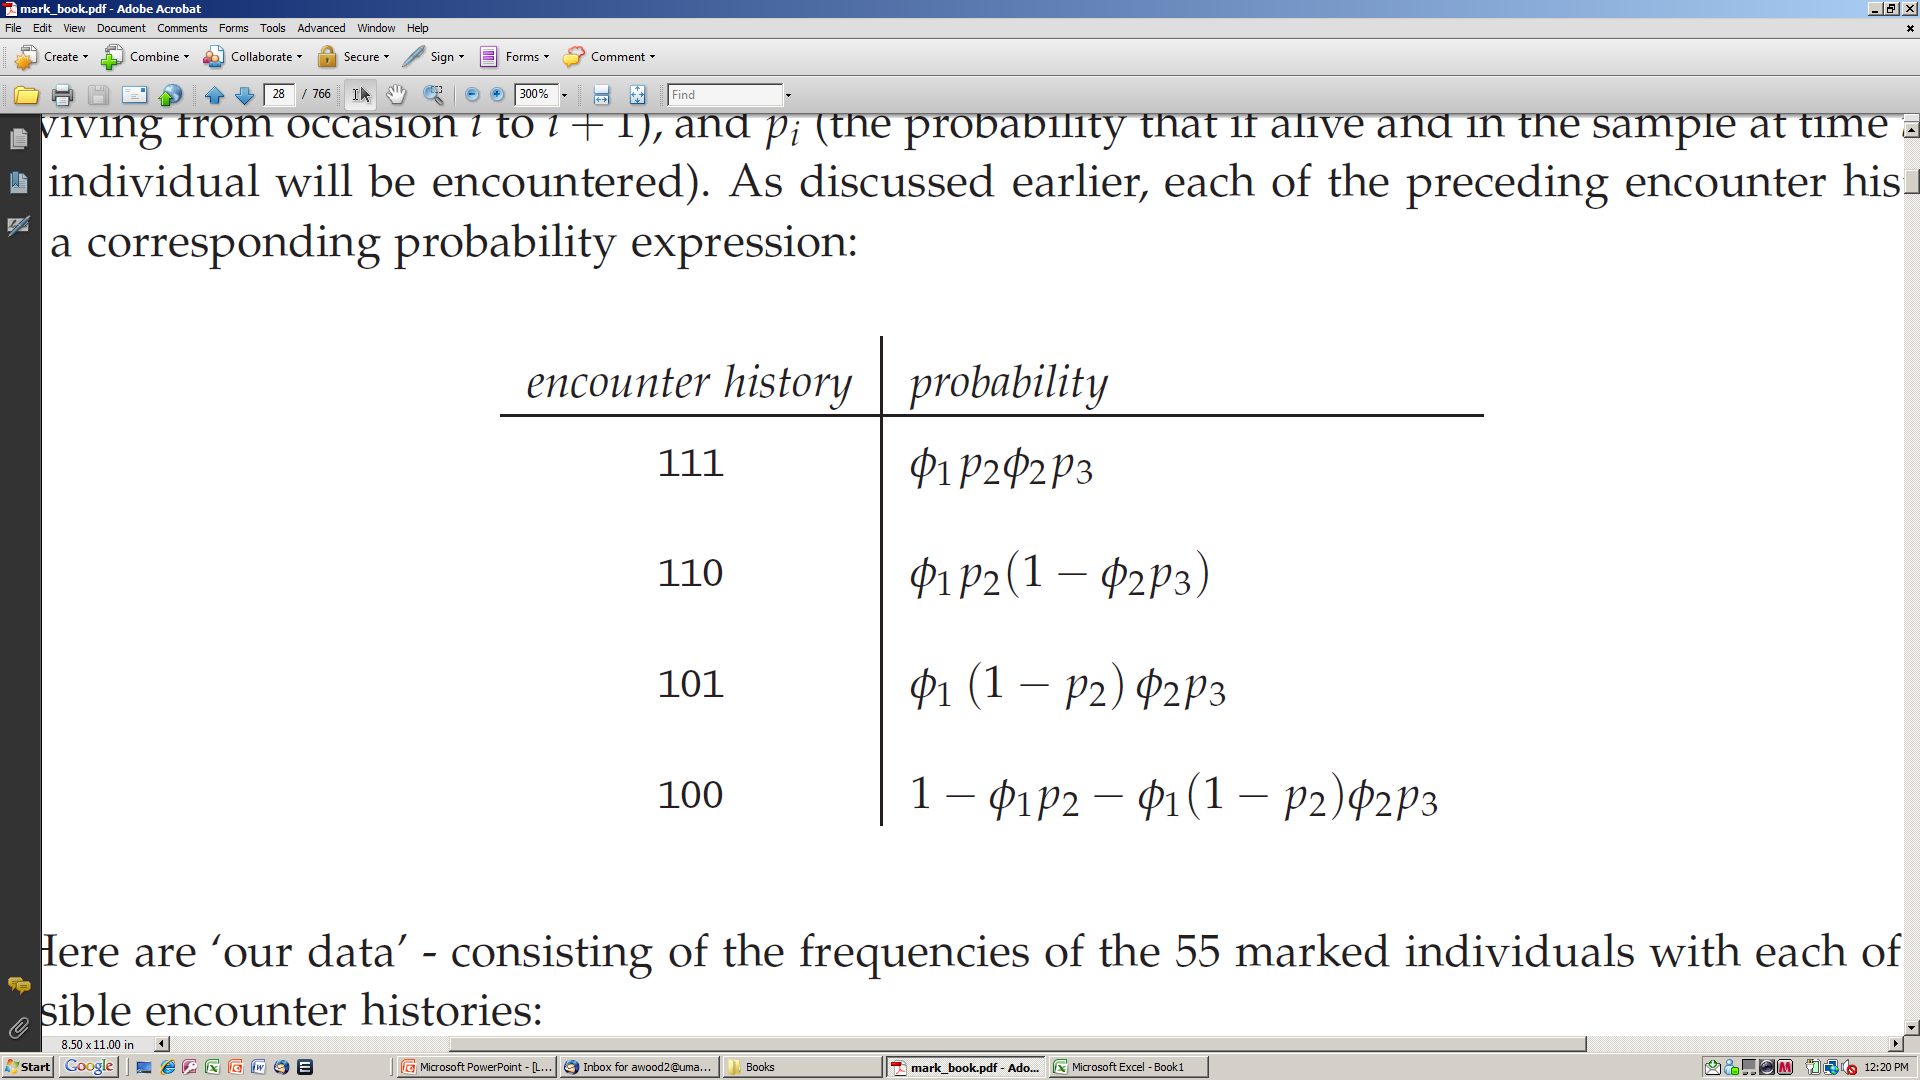 mark_book.pdf - Adobe Acrobat
File Edit View Document Comments Forms Tools Advanced Window Help
Create Combine Collaborate Secure Sign Forms Comment
28 / 766 300% Find
viving from occasion i to i + 1), and pᵢ (the probability that if alive and in the sample at time
individual will be encountered). As discussed earlier, each of the preceding encounter his
a corresponding probability expression:
encounter history probability
111 ϕ₁p₂ϕ₂p₃
110 ϕ₁p₂(1 − ϕ₂p₃)
101 ϕ₁ (1 − p₂) ϕ₂p₃
100 1 − ϕ₁p₂ − ϕ₁(1 − p₂)ϕ₂p₃
Here are ‘our data’ - consisting of the frequencies of the 55 marked individuals with each of
sible encounter histories:
8.50 x 11.00 in
Start Google Microsoft PowerPoint - [L... Inbox for awood2@uma... Books mark_book.pdf - Ado... Microsoft Excel - Book1 12:20 PM